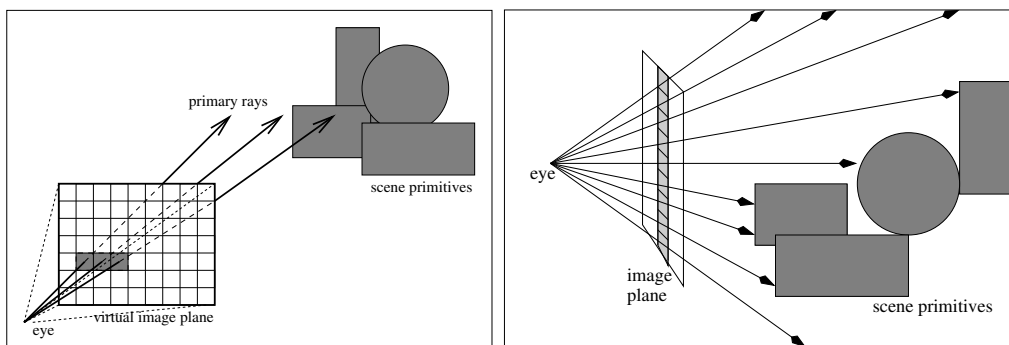 primary rays
scene primitives
virtual image plane
eye
eye
image
plane
scene primitives